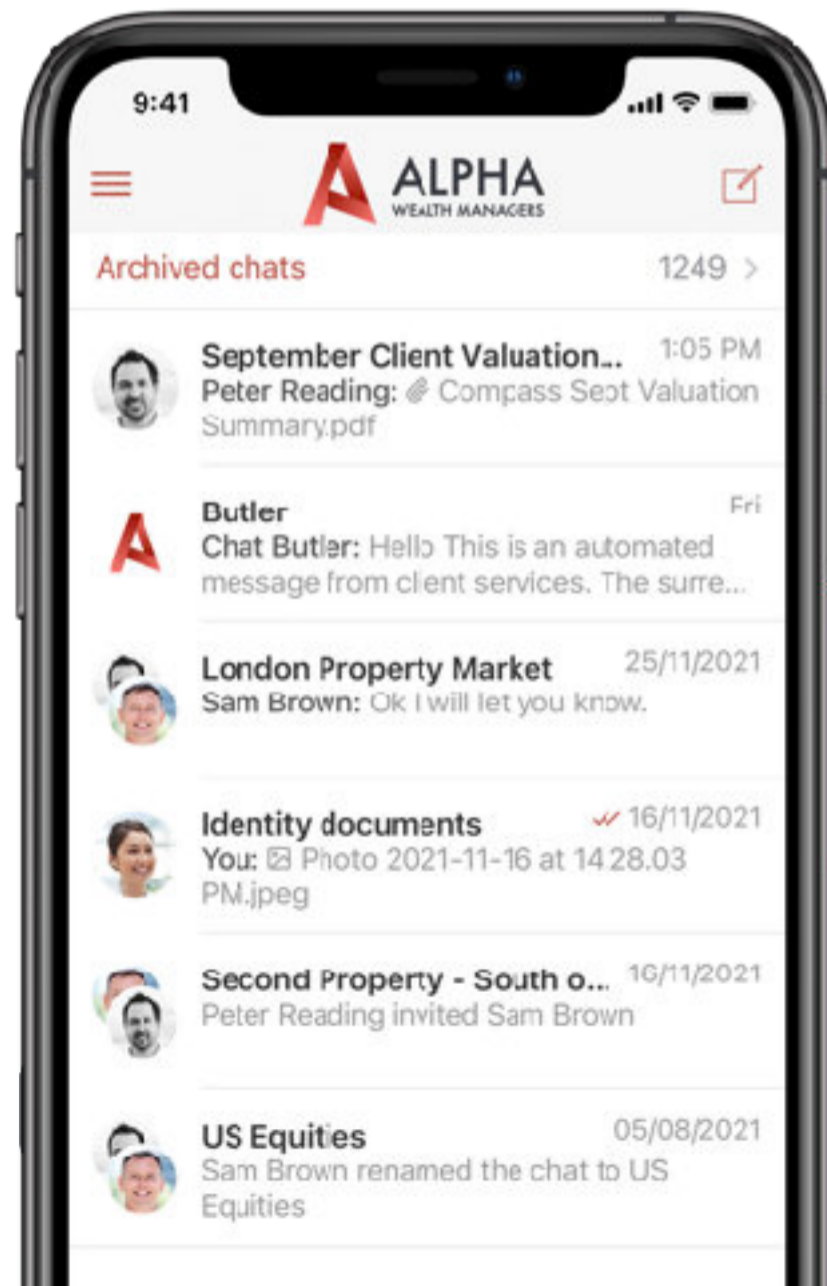 9:41
ALPHA
WEALTH MANAGERS
Archived chats 1249
September Client Valuation... 1:05 PM
Peter Reading: Compass Sept Valuation
Summary.pdf
Butler Fri
Chat Butler: Hello This is an automated
message from client services. The surre...
London Property Market 25/11/2021
Sam Brown: Ok I will let you know.
Identity documents 16/11/2021
You: Photo 2021-11-16 at 14.28.03
PM.jpeg
Second Property - South o... 16/11/2021
Peter Reading invited Sam Brown
US Equities 05/08/2021
Sam Brown renamed the chat to US
Equities